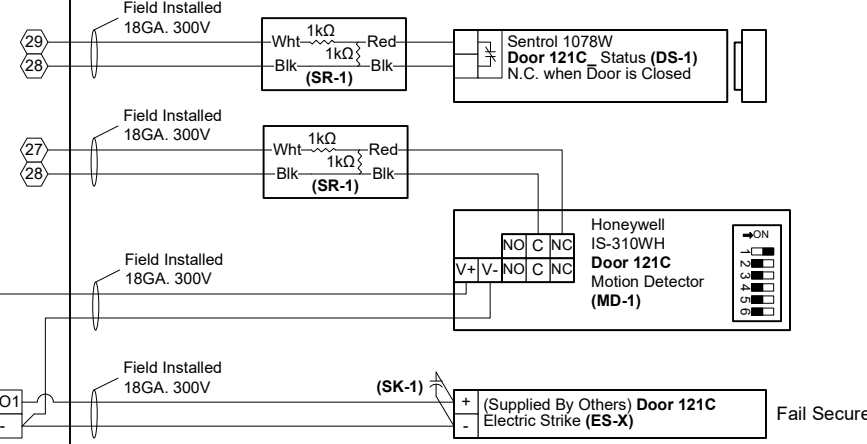 Field Installed
18GA. 300V
29
28
Wht
1kΩ
Red
1kΩ
Blk
Blk
(SR-1)
Sentrol 1078W
Door 121C_ Status (DS-1)
N.C. when Door is Closed
Field Installed
18GA. 300V
27
28
Wht
1kΩ
Red
1kΩ
Blk
Blk
(SR-1)
NO C NC
V+ V- NO C NC
Honeywell
IS-310WH
Door 121C
Motion Detector
(MD-1)
➡ON
1
2
3
4
5
6
Field Installed
18GA. 300V
Field Installed
18GA. 300V
O1
-
(SK-1)
+
-
(Supplied By Others) Door 121C
Electric Strike (ES-X)
Fail Secure